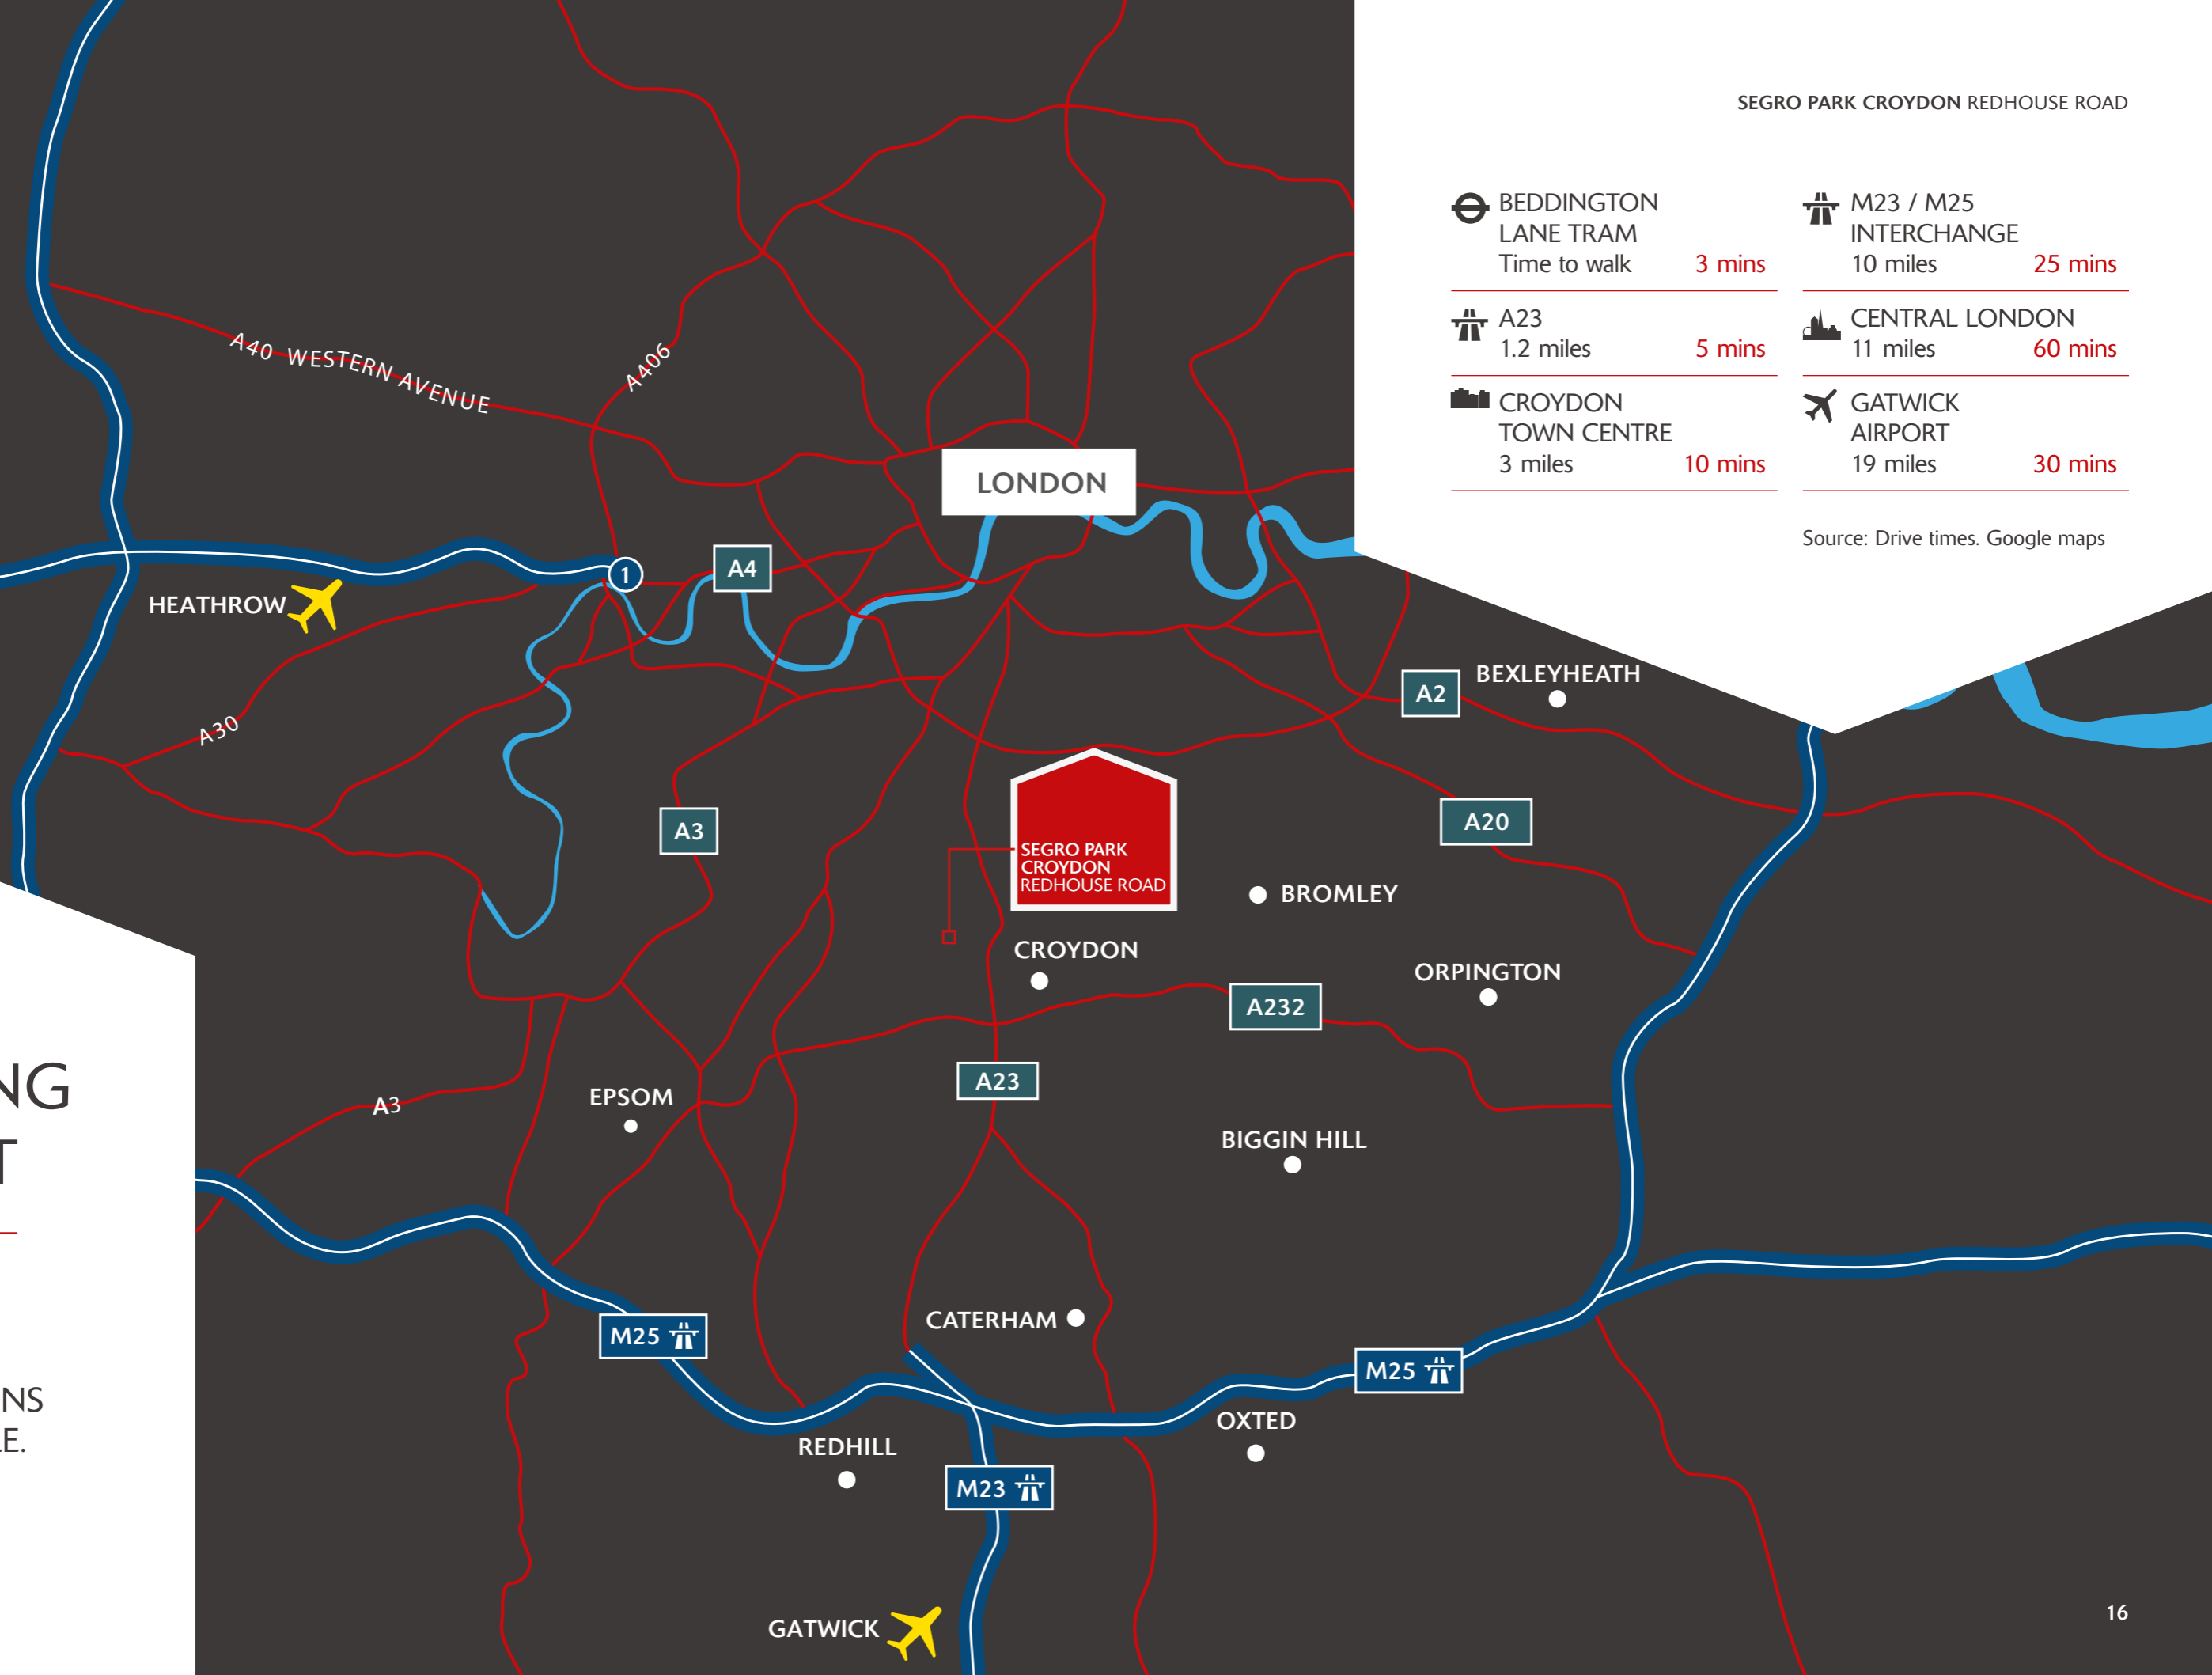 SEGRO PARK CROYDON REDHOUSE ROAD
BEDDINGTON
LANE TRAM
Time to walk 3 mins
A23
1.2 miles 5 mins
CROYDON
TOWN CENTRE
3 miles 10 mins
M23 / M25
INTERCHANGE
10 miles 25 mins
CENTRAL LONDON
11 miles 60 mins
GATWICK
AIRPORT
19 miles 30 mins
Source: Drive times. Google maps
A40 WESTERN AVENUE
A406
LONDON
1
A4
HEATHROW
A30
A2
BEXLEYHEATH
A3
A20
SEGRO PARK
CROYDON
REDHOUSE ROAD
BROMLEY
CROYDON
ORPINGTON
A232
A23
A3
EPSOM
BIGGIN HILL
CATERHAM
M25
M25
OXTED
REDHILL
M23
GATWICK
NG
T
NS
E.
16